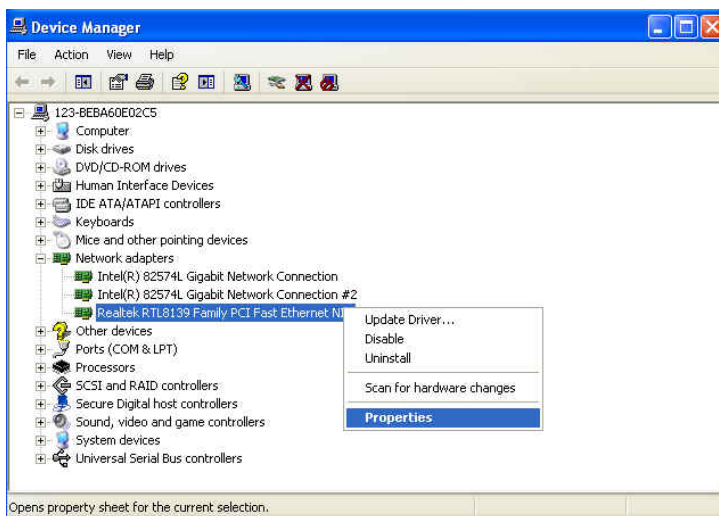 Device Manager
File Action View Help
123-BEBA60E02C5
Computer
Disk drives
DVD/CD-ROM drives
Human Interface Devices
IDE ATA/ATAPI controllers
Keyboards
Mice and other pointing devices
Network adapters
Intel(R) 82574L Gigabit Network Connection
Intel(R) 82574L Gigabit Network Connection #2
Realtek RTL8139 Family PCI Fast Ethernet
Update Driver...
Disable
Uninstall
Scan for hardware changes
Properties
Other devices
Ports (COM & LPT)
Processors
SCSI and RAID controllers
Secure Digital host controllers
Sound, video and game controllers
System devices
Universal Serial Bus controllers
Opens property sheet for the current selection.